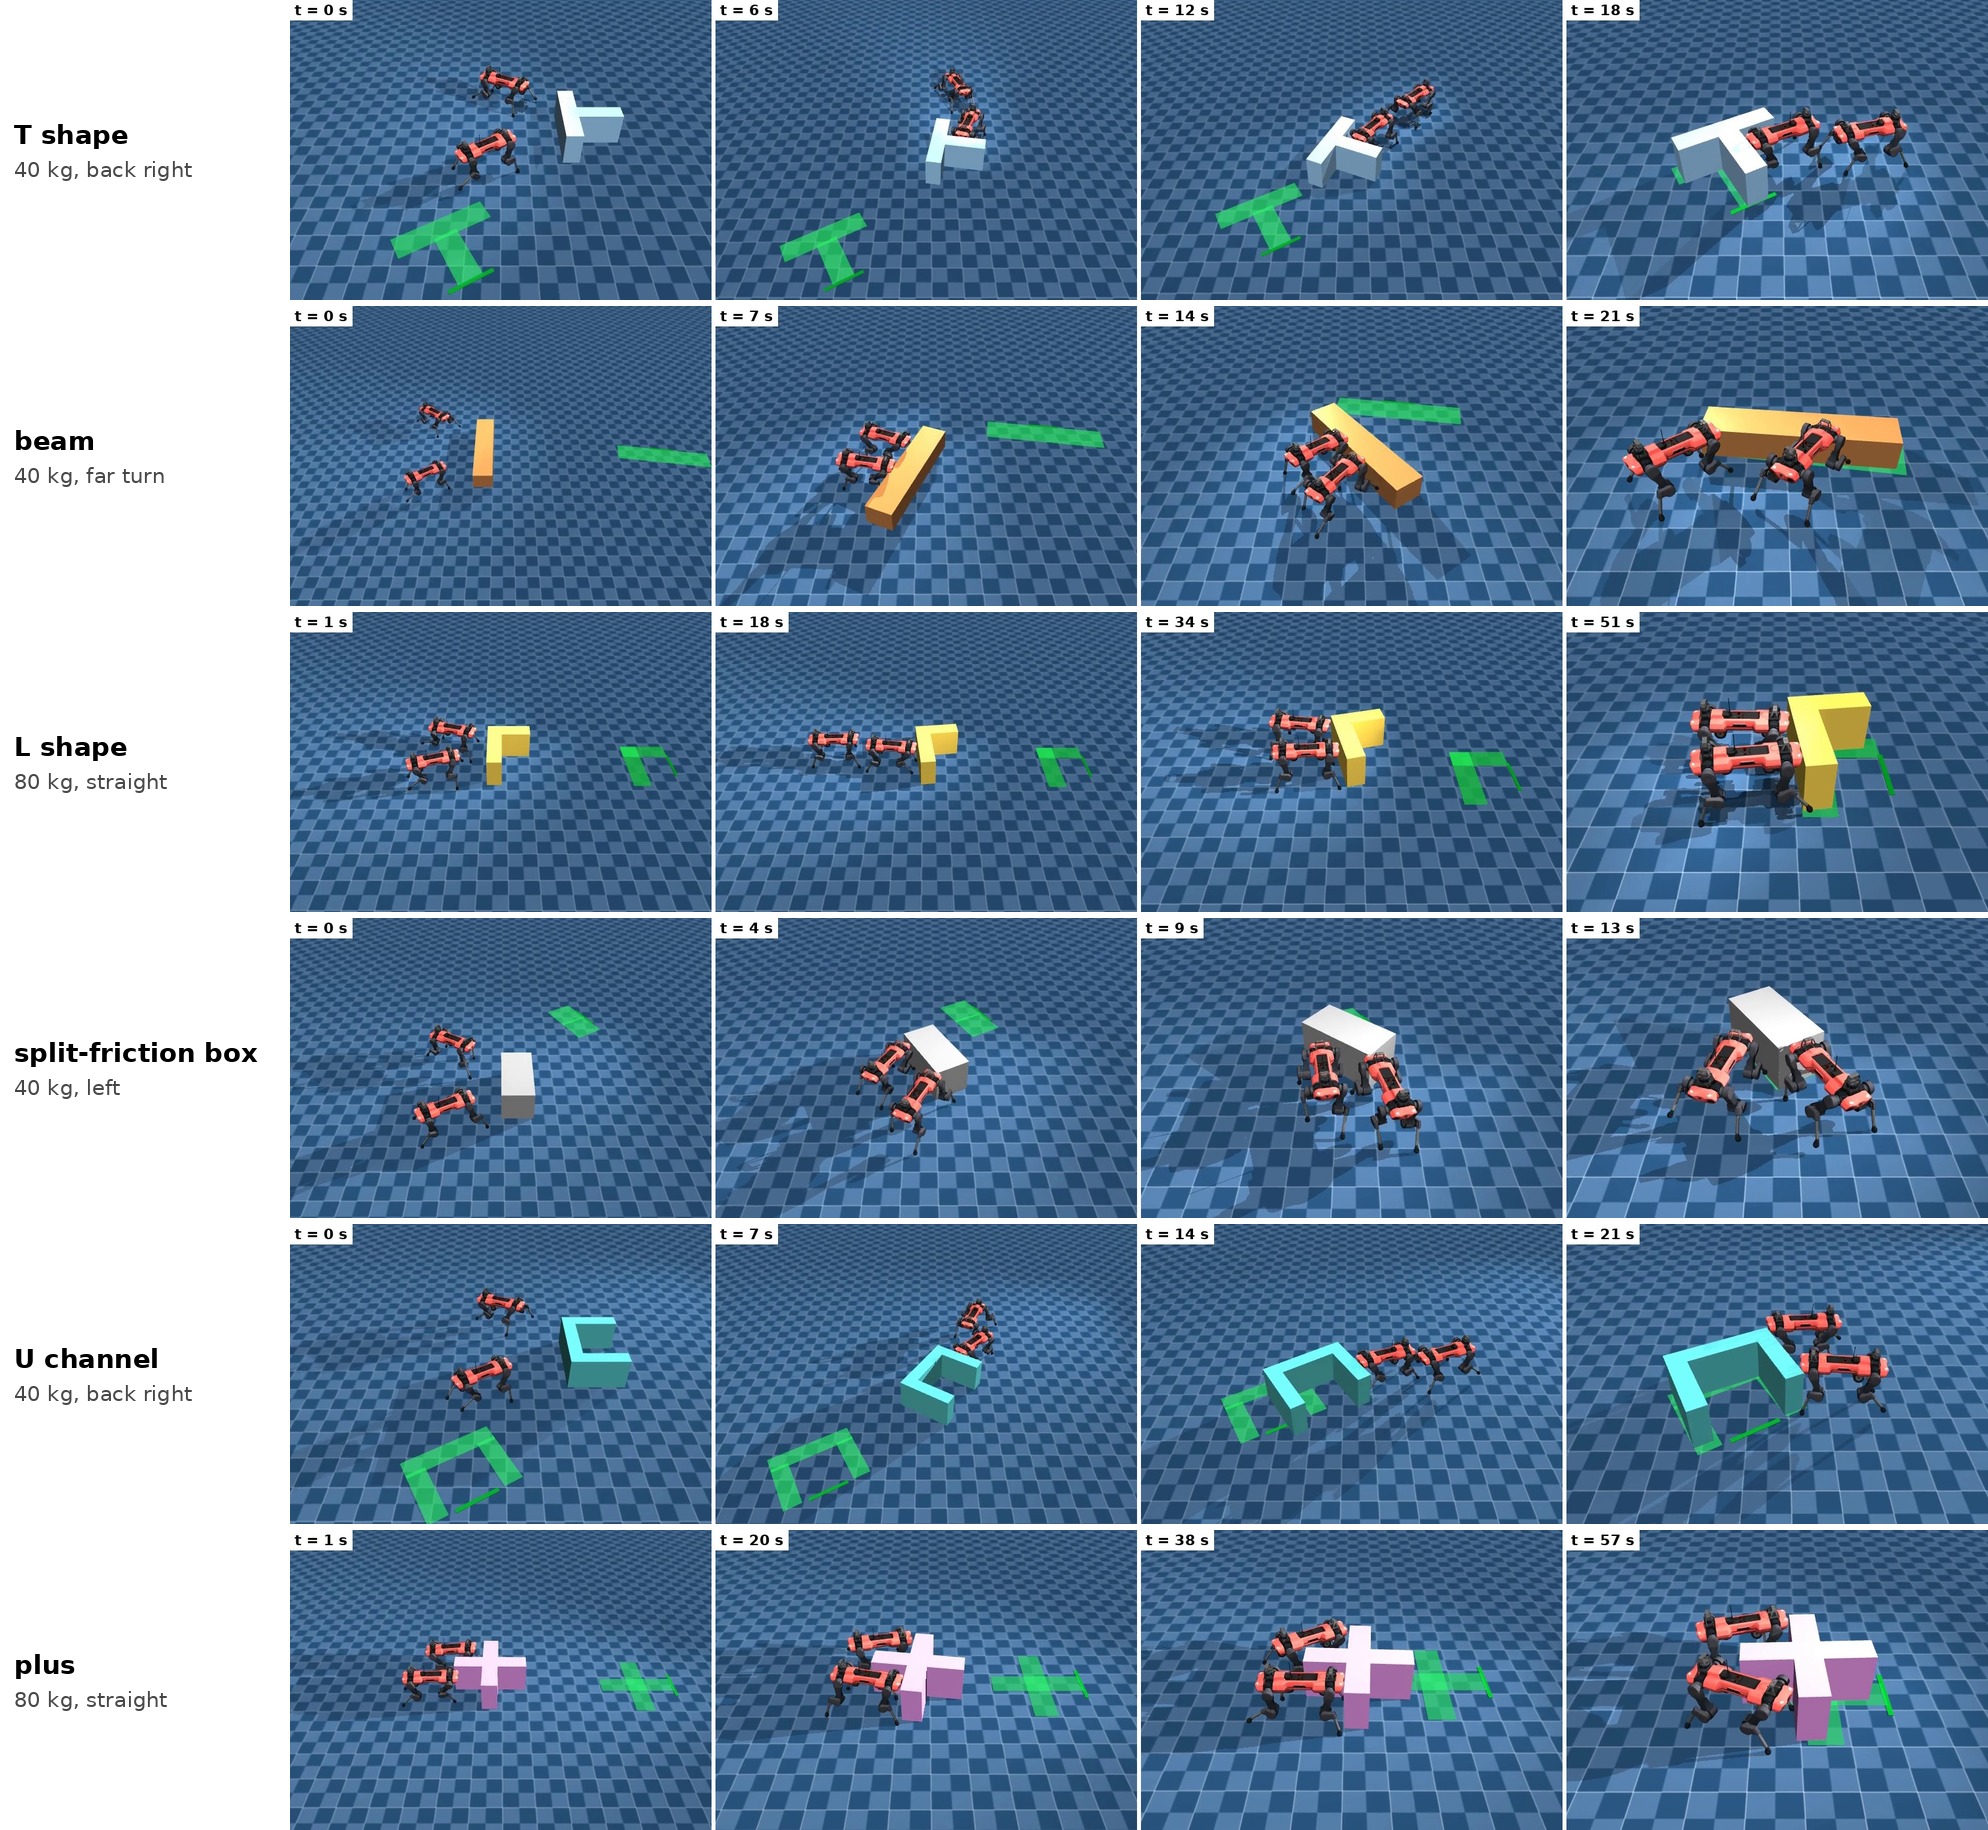 t = 0 s
t = 6 s
t = 12 s
t = 18 s
T shape
40 kg, back right
t = 0 s
t = 7 s
t = 14 s
t = 21 s
beam
40 kg, far turn
t = 1 s
t = 18 s
t = 34 s
t = 51 s
L shape
80 kg, straight
t = 0 s
t = 4 s
t = 9 s
t = 13 s
split-friction box
40 kg, left
t = 0 s
t = 7 s
t = 14 s
t = 21 s
U channel
40 kg, back right
t = 1 s
t = 20 s
t = 38 s
t = 57 s
plus
80 kg, straight